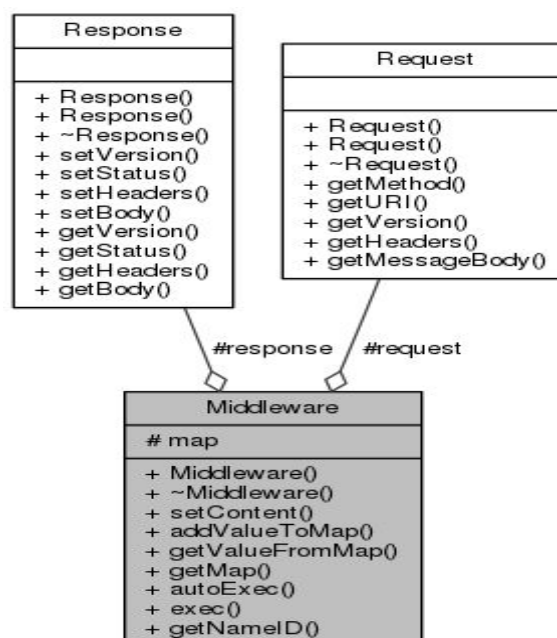 Response
+ Response()
+ Response()
+ ~Response()
+ setVersion()
+ setStatus()
+ setHeaders()
+ setBody()
+ getVersion()
+ getStatus()
+ getHeaders()
+ getBody()
Request
+ Request()
+ Request()
+ ~Request()
+ getMethod()
+ getURI()
+ getVersion()
+ getHeaders()
+ getMessageBody()
#response
#request
Middleware
# map
+ Middleware()
+ ~Middleware()
+ setContent()
+ addValueToMap()
+ getValueFromMap()
+ getMap()
+ autoExec()
+ exec()
+ getNameID()